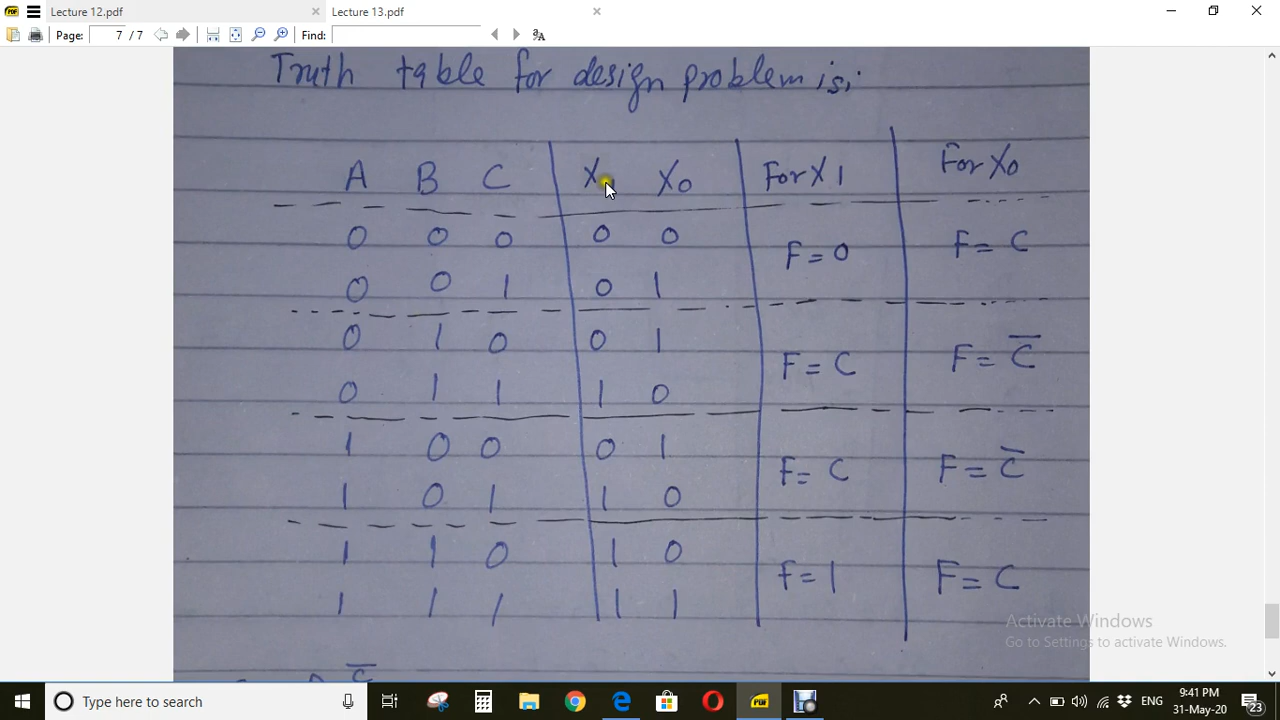 Lecture 12.pdf
Lecture 13.pdf
Page: 7 / 7 Find:
Truth table for design problem is:
A B C X X0 For X1 For X0
0 0 0 0 0 F = 0 F = C
0 0 1 0 1
0 1 0 0 1 F = C F = C̅
0 1 1 1 0
1 0 0 0 1 F = C F = C̅
1 0 1 1 0
1 1 0 1 0 f = 1 F = C
1 1 1 1 1
Activate Windows
Go to Settings to activate Windows.
Type here to search
ENG
9:41 PM
31-May-20
23